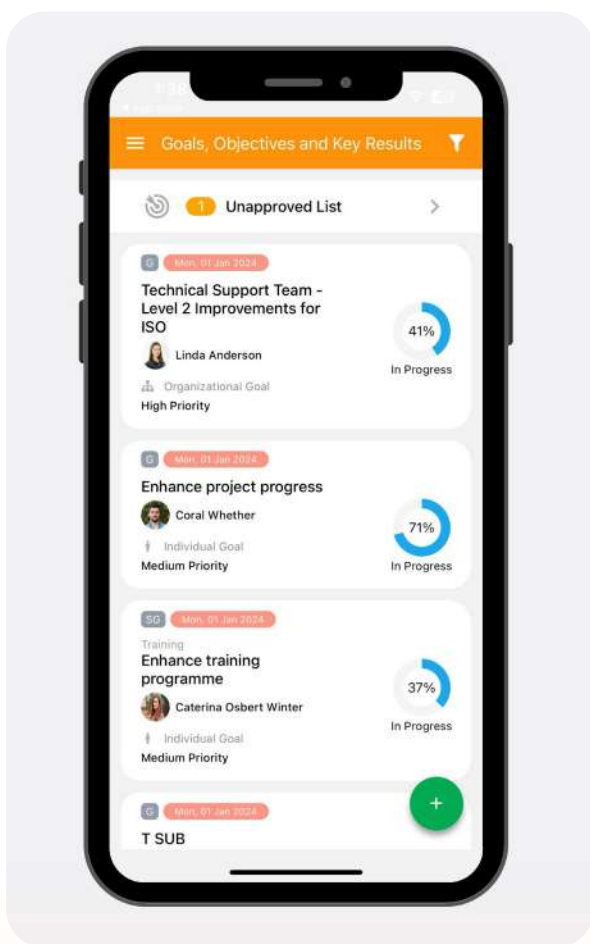 Goals, Objectives and Key Results
1 Unapproved List
G Mon, 01 Jan 2024
Technical Support Team -
Level 2 Improvements for
ISO
Linda Anderson
Organizational Goal
High Priority
41%
In Progress
G Mon, 01 Jan 2024
Enhance project progress
Coral Whether
Individual Goal
Medium Priority
71%
In Progress
SG Mon, 01 Jan 2024
Training
Enhance training
programme
Caterina Osbert Winter
Individual Goal
Medium Priority
37%
In Progress
G Mon, 01 Jan 2024
T SUB
+